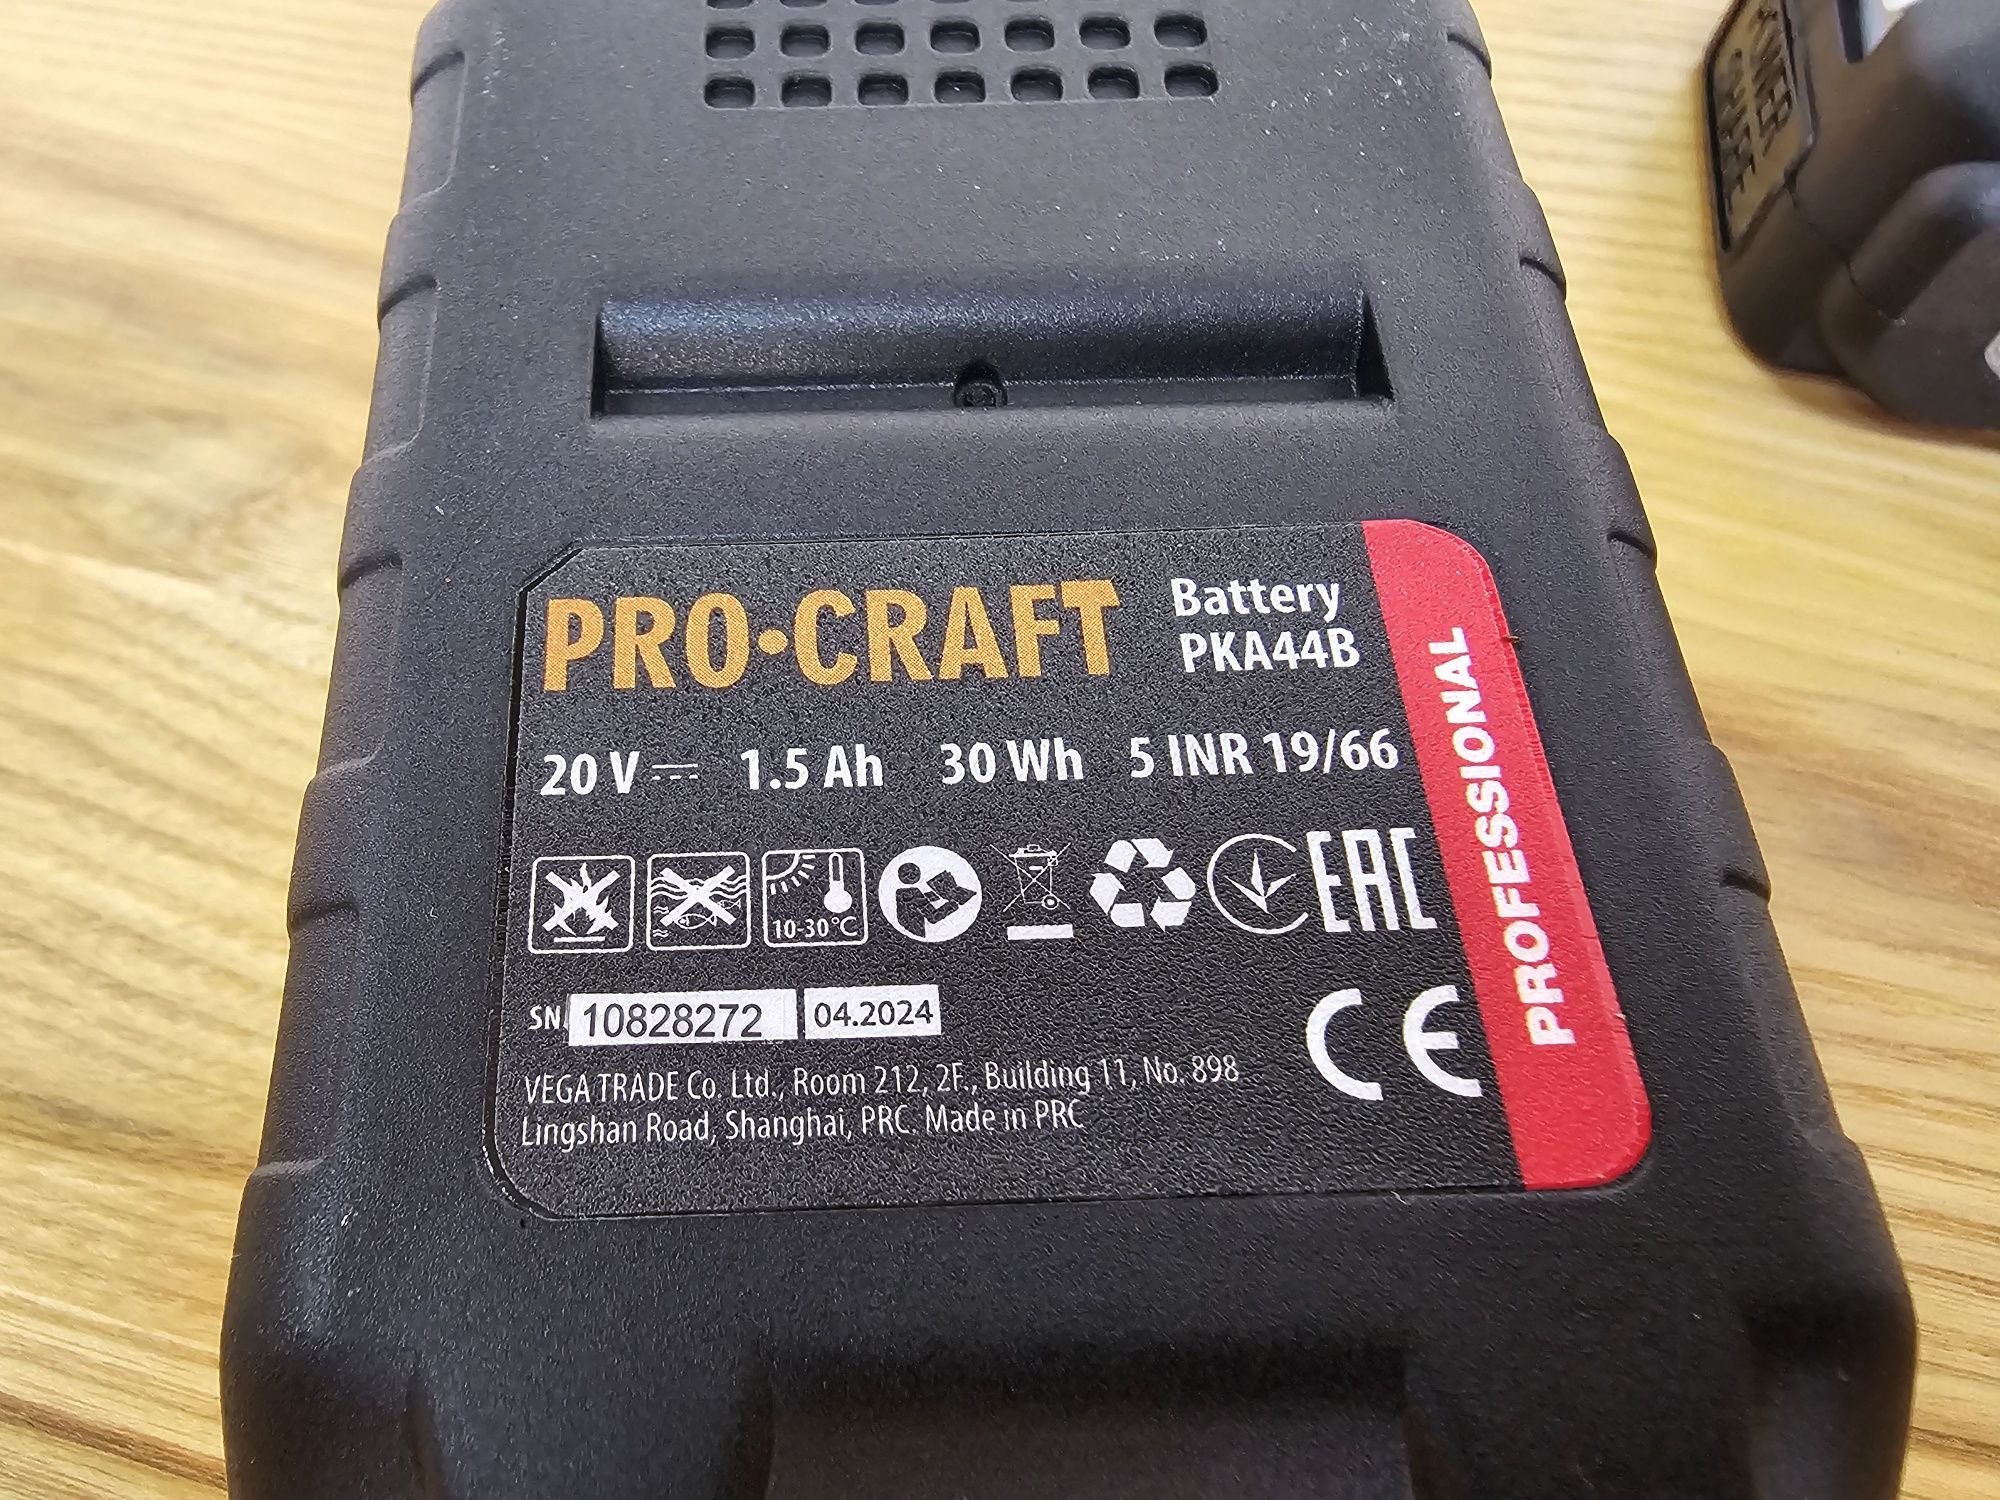 PRO•CRAFT
Battery
PKA44B
20 V 1.5 Ah 30 Wh 5 INR 19/66
10-30°C
EAC
SN 10828272 04.2024
CE
VEGA TRADE Co. Ltd., Room 212, 2F., Building 11, No. 898
Lingshan Road, Shanghai, PRC. Made in PRC
PROFESSIONAL